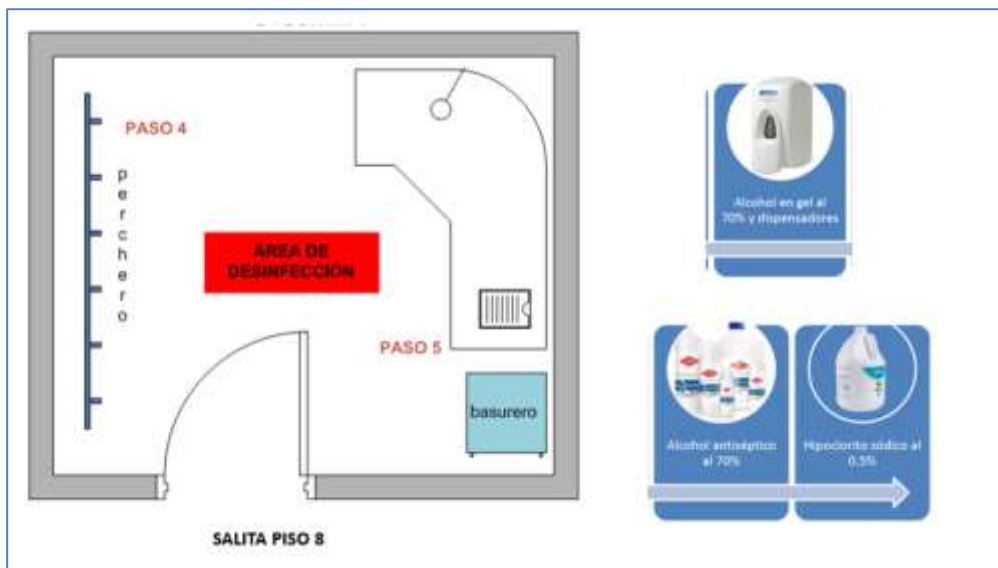 PASO 4
perchero
AREA DE
DESINFECCIÓN
PASO 5
basurero
SALITA PISO 8
Alcohol en gel al
70% y dispensadores
Alcohol antiséptico
al 70%
Hipoclorito sódico al
0.5%